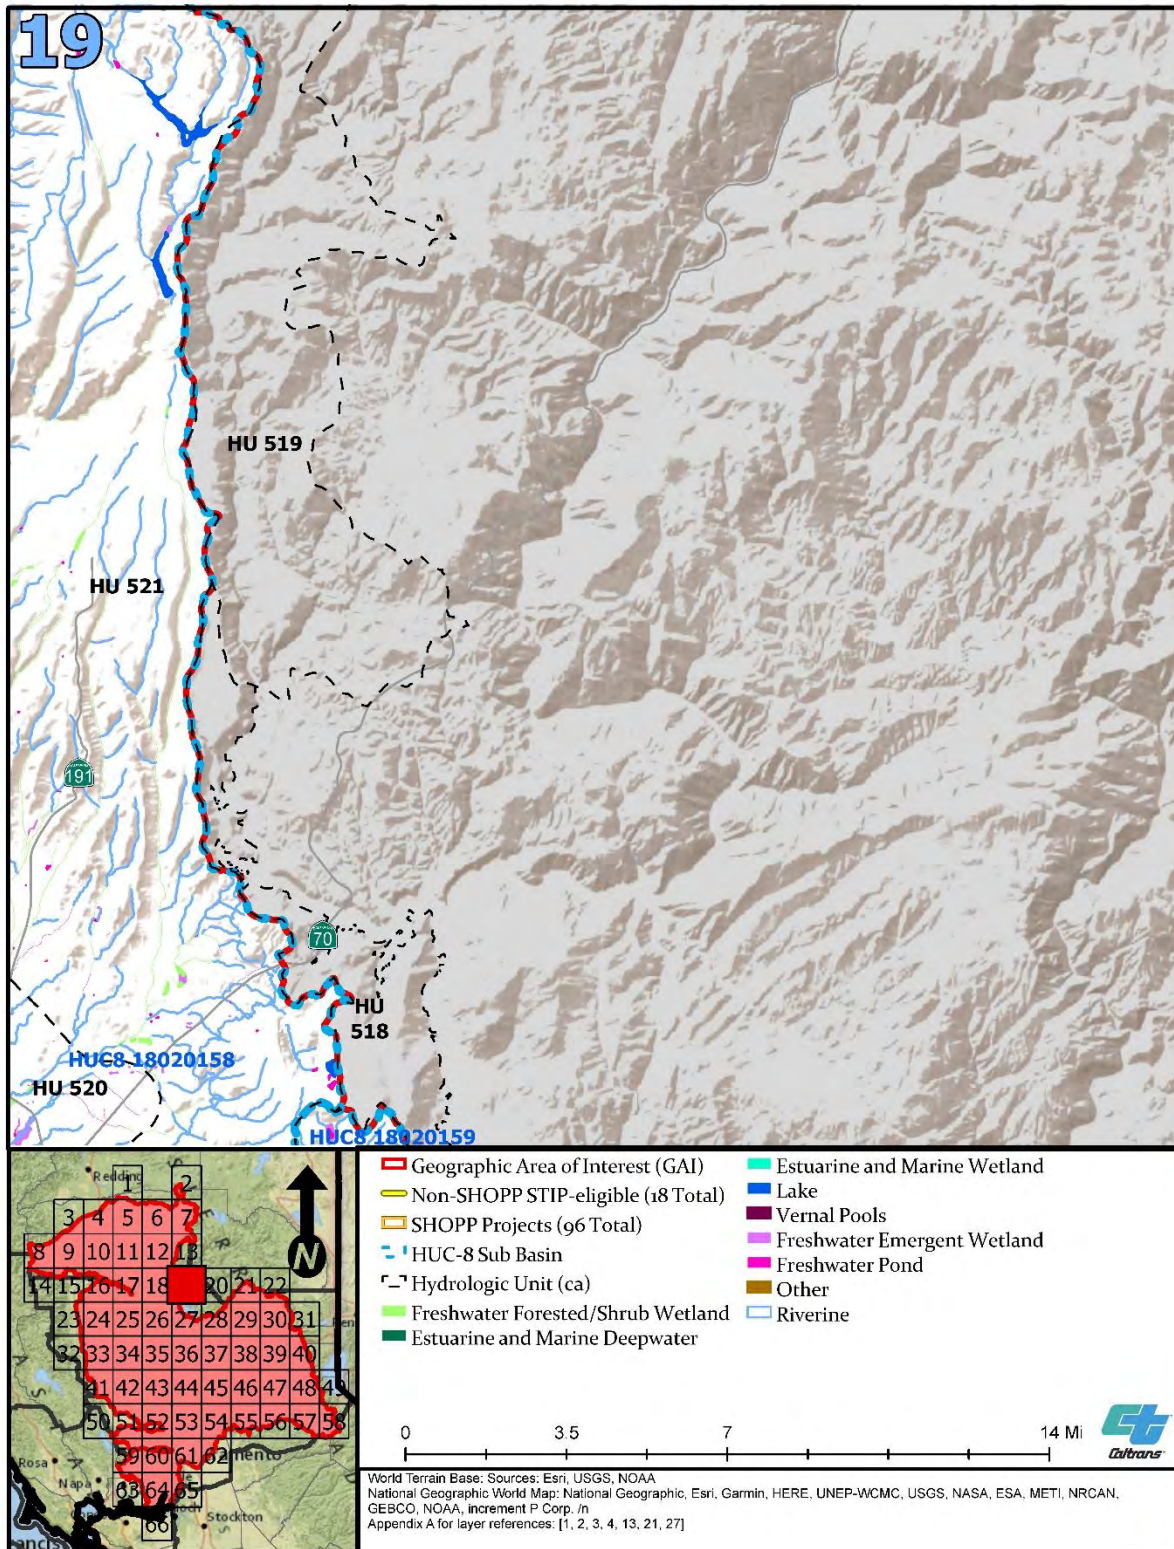 19
HU 519
HU 521
191
70
HU
518
HUC8 18020158
HU 520
HUC8 18020159
Redding
1 2
3 4 5 6 7
8 9 10 11 12 13
14 15 16 17 18 20 21 22
23 24 25 26 27 28 29 30 31
32 33 34 35 36 37 38 39 40
41 42 43 44 45 46 47 48 49
50 51 52 53 54 55 56 57 58
59 60 61 62
Rosa
Napa
63 64 65
66
Stockton
N
Geographic Area of Interest (GAI)
Non-SHOPP STIP-eligible (18 Total)
SHOPP Projects (96 Total)
HUC-8 Sub Basin
Hydrologic Unit (ca)
Freshwater Forested/Shrub Wetland
Estuarine and Marine Deepwater
Estuarine and Marine Wetland
Lake
Vernal Pools
Freshwater Emergent Wetland
Freshwater Pond
Other
Riverine
0 3.5 7 14 Mi
Caltrans
World Terrain Base: Sources: Esri, USGS, NOAA
National Geographic World Map: National Geographic, Esri, Garmin, HERE, UNEP-WCMC, USGS, NASA, ESA, METI, NRCAN,
GEBCO, NOAA, increment P Corp. /n
Appendix A for layer references: [1, 2, 3, 4, 13, 21, 27]